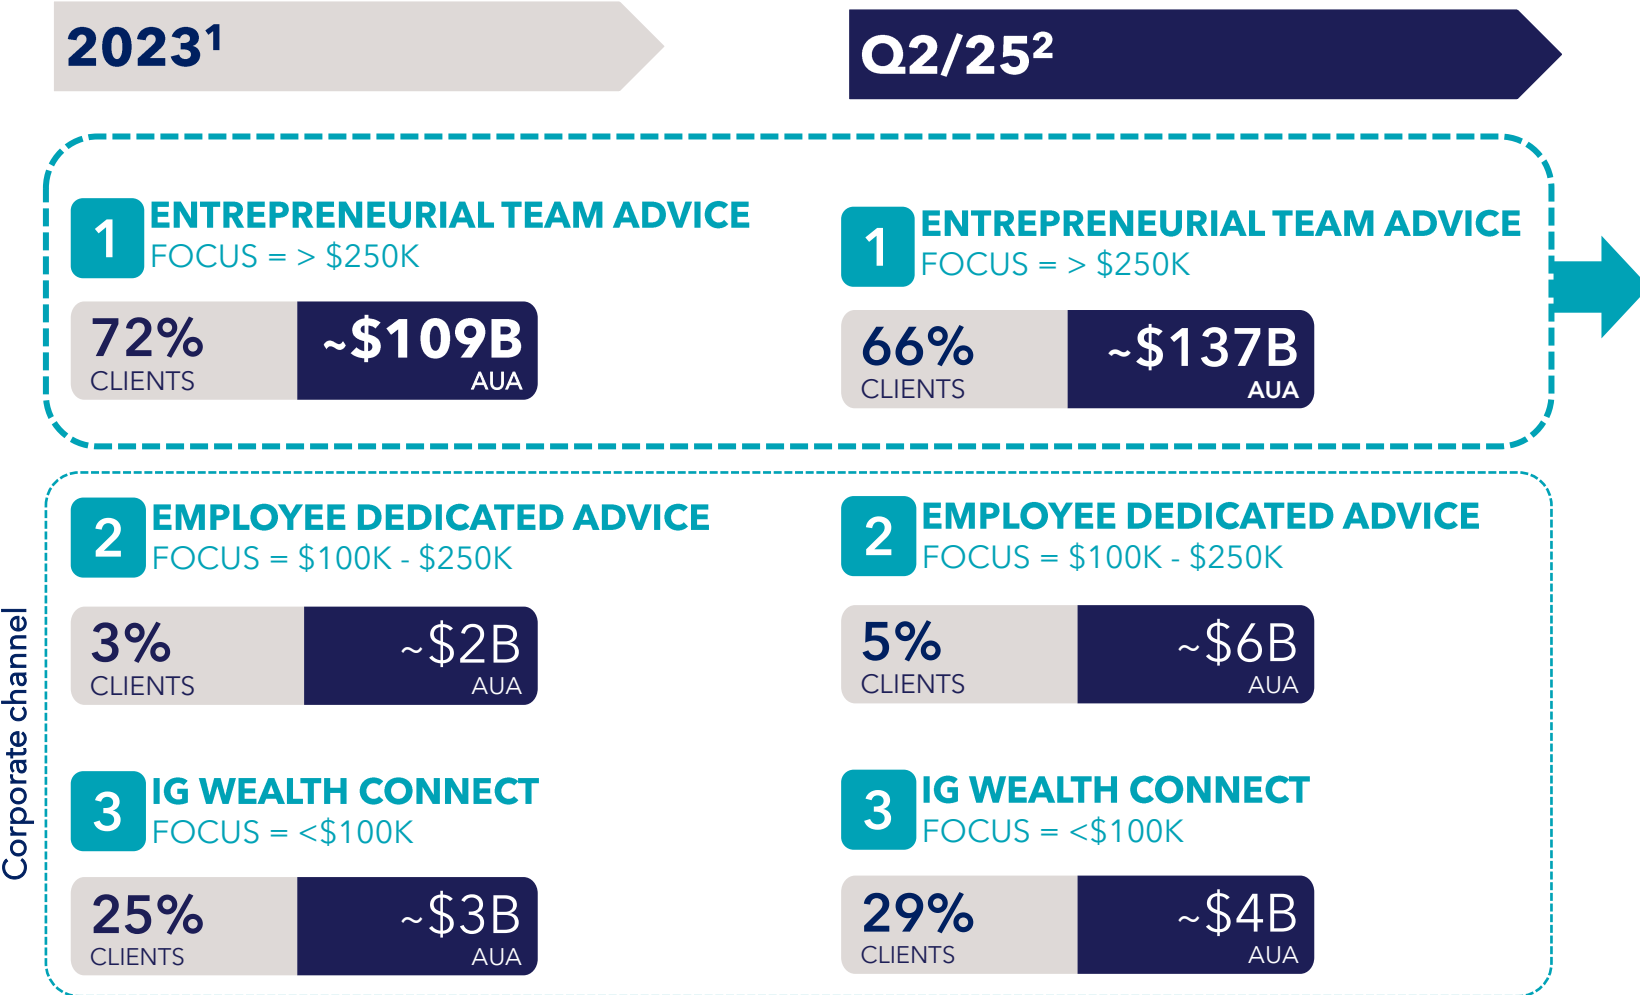 2023¹
Q2/25²
1
ENTREPRENEURIAL TEAM ADVICE
FOCUS = > $250K
72%
CLIENTS
~$109B
AUA
1
ENTREPRENEURIAL TEAM ADVICE
FOCUS = > $250K
66%
CLIENTS
~$137B
AUA
Corporate channel
2
EMPLOYEE DEDICATED ADVICE
FOCUS = $100K - $250K
3%
CLIENTS
~$2B
AUA
2
EMPLOYEE DEDICATED ADVICE
FOCUS = $100K - $250K
5%
CLIENTS
~$6B
AUA
3
IG WEALTH CONNECT
FOCUS = <$100K
25%
CLIENTS
~$3B
AUA
3
IG WEALTH CONNECT
FOCUS = <$100K
29%
CLIENTS
~$4B
AUA